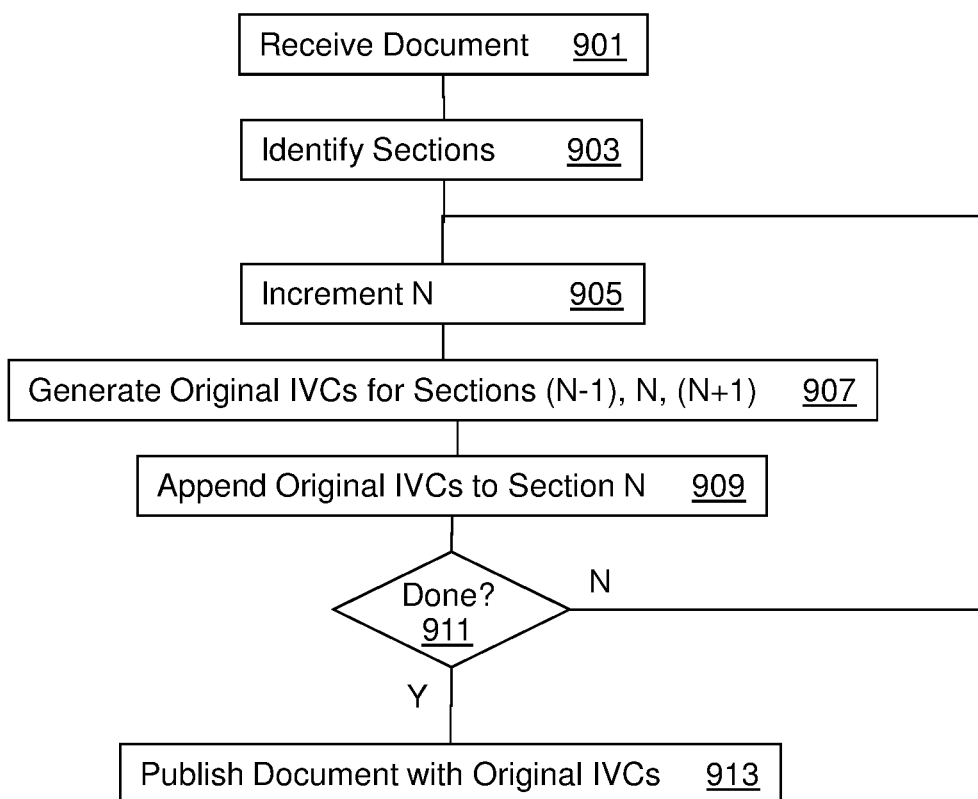 Receive Document 901
Identify Sections 903
Increment N 905
Generate Original IVCs for Sections (N-1), N, (N+1) 907
Append Original IVCs to Section N 909
Done?
911
N
Y
Publish Document with Original IVCs 913